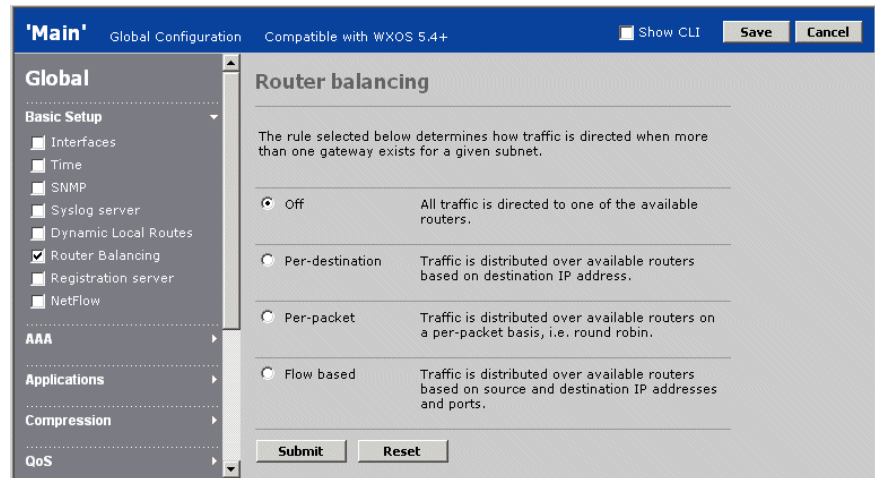 'Main' Global Configuration Compatible with WXOS 5.4+ Show CLI Save Cancel
Global
Basic Setup
Interfaces
Time
SNMP
Syslog server
Dynamic Local Routes
Router Balancing
Registration server
NetFlow
AAA
Applications
Compression
QoS
Router balancing
The rule selected below determines how traffic is directed when more
than one gateway exists for a given subnet.
Off All traffic is directed to one of the available
routers.
Per-destination Traffic is distributed over available routers
based on destination IP address.
Per-packet Traffic is distributed over available routers on
a per-packet basis, i.e. round robin.
Flow based Traffic is distributed over available routers
based on source and destination IP addresses
and ports.
Submit Reset